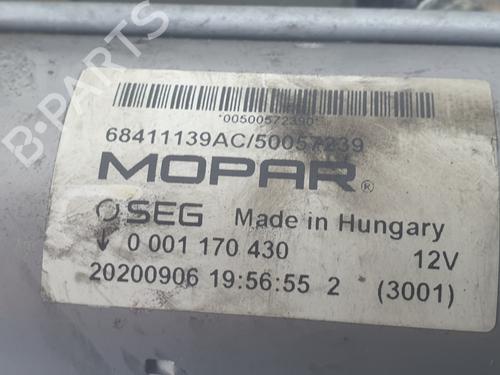 *00500572390*
68411139AC/50057239
MOPAR®
SEG Made in Hungary
0 001 170 430 12V
20200906 19:56:55 2 (3001)
B-PARTS